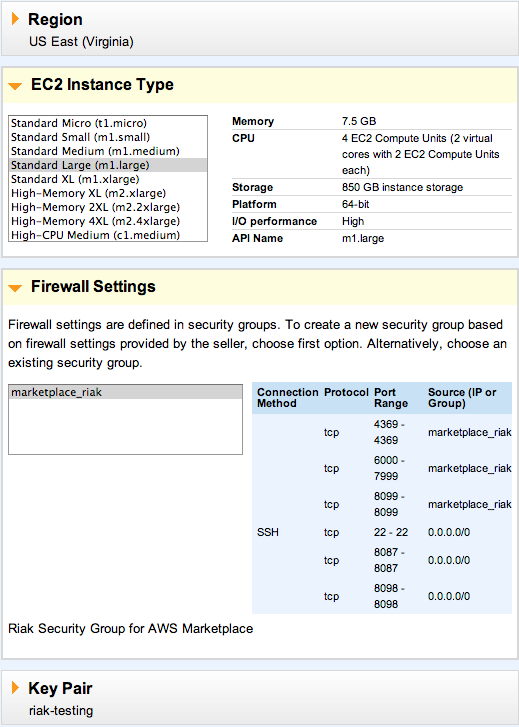 Region
US East (Virginia)
EC2 Instance Type
Standard Micro (t1.micro)
Standard Small (m1.small)
Standard Medium (m1.medium)
Standard Large (m1.large)
Standard XL (m1.xlarge)
High-Memory XL (m2.xlarge)
High-Memory 2XL (m2.2xlarge)
High-Memory 4XL (m2.4xlarge)
High-CPU Medium (c1.medium)
Memory 7.5 GB
CPU 4 EC2 Compute Units (2 virtual
cores with 2 EC2 Compute Units
each)
Storage 850 GB instance storage
Platform 64-bit
I/O performance High
API Name m1.large
Firewall Settings
Firewall settings are defined in security groups. To create a new security group based
on firewall settings provided by the seller, choose first option. Alternatively, choose an
existing security group.
marketplace_riak
Connection Protocol Port Source (IP or
Method Range Group)
4369 -
tcp marketplace_riak
4369
6000 -
tcp marketplace_riak
7999
8099 -
tcp marketplace_riak
8099
SSH tcp 22 - 22 0.0.0.0/0
8087 -
tcp 0.0.0.0/0
8087
8098 -
tcp 0.0.0.0/0
8098
Riak Security Group for AWS Marketplace
Key Pair
riak-testing